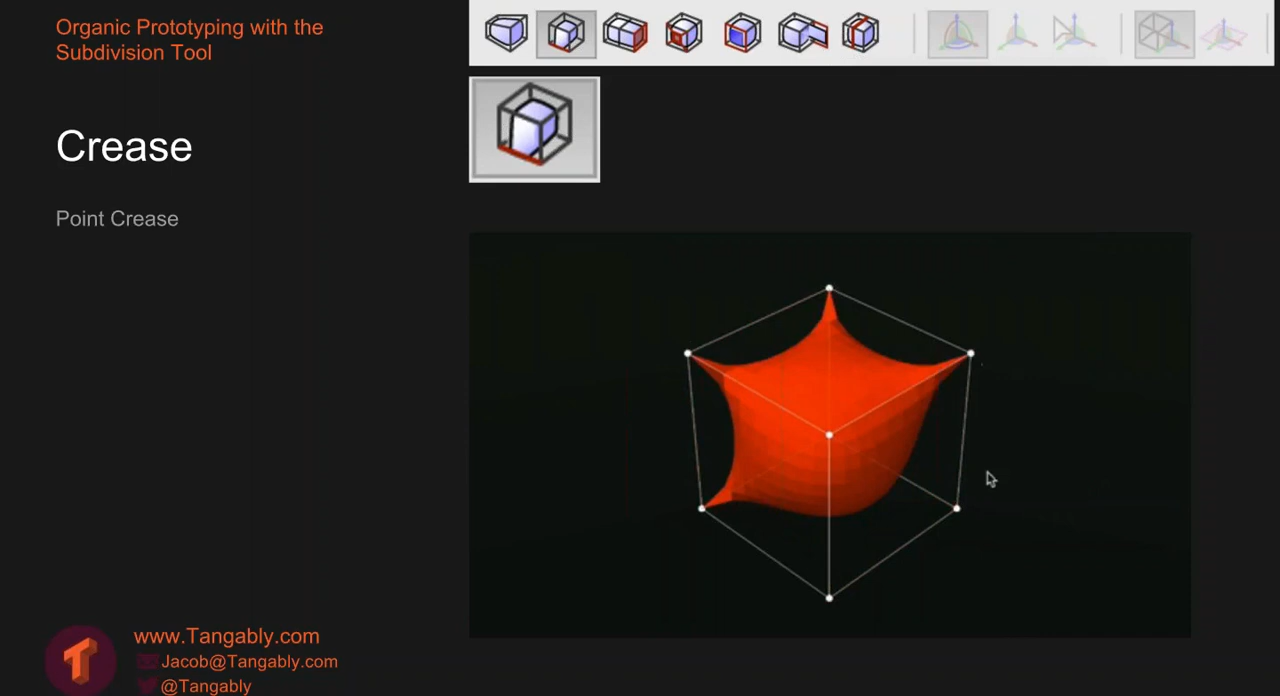 Organic Prototyping with the
Subdivision Tool
Crease
Point Crease
www.Tangably.com
Jacob@Tangably.com
@Tangably